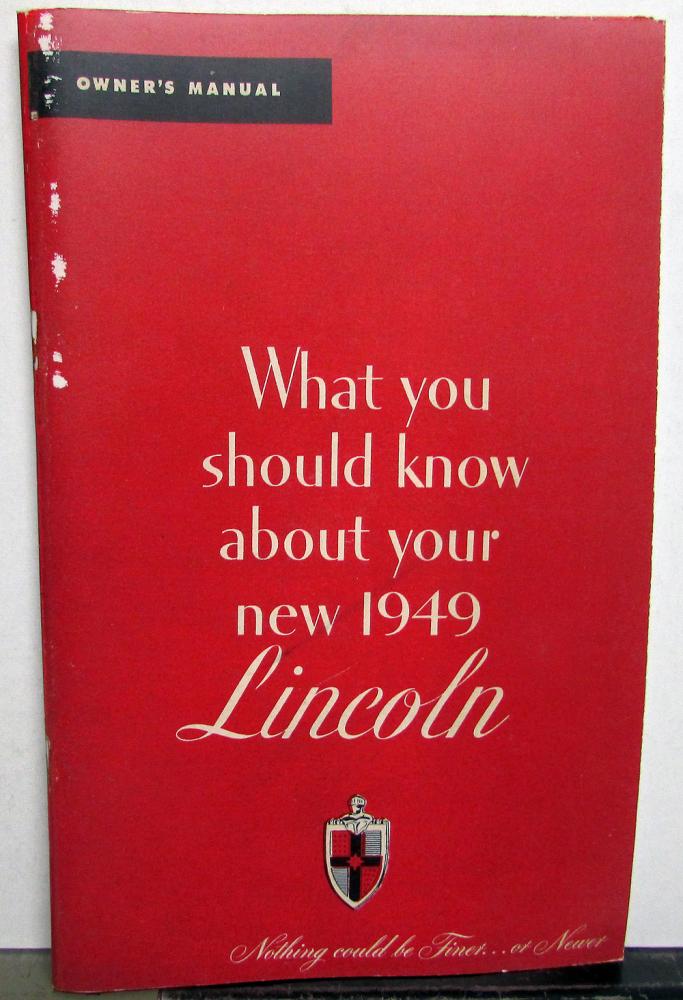 OWNER'S MANUAL
What you
should know
about your
new 1949
Lincoln
Nothing could be Finer... or Newer